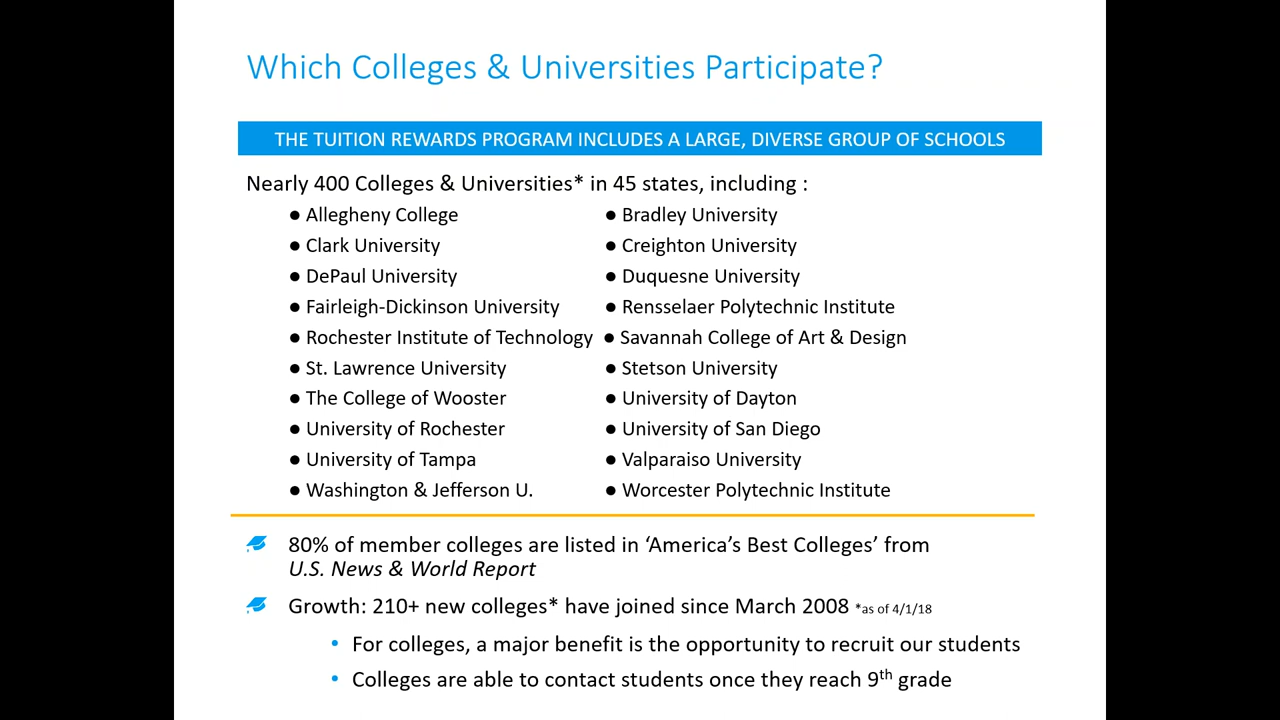 Which Colleges & Universities Participate?
THE TUITION REWARDS PROGRAM INCLUDES A LARGE, DIVERSE GROUP OF SCHOOLS
Nearly 400 Colleges & Universities* in 45 states, including :
● Allegheny College ● Bradley University
● Clark University ● Creighton University
● DePaul University ● Duquesne University
● Fairleigh-Dickinson University ● Rensselaer Polytechnic Institute
● Rochester Institute of Technology ● Savannah College of Art & Design
● St. Lawrence University ● Stetson University
● The College of Wooster ● University of Dayton
● University of Rochester ● University of San Diego
● University of Tampa ● Valparaiso University
● Washington & Jefferson U. ● Worcester Polytechnic Institute
80% of member colleges are listed in ‘America’s Best Colleges’ from
U.S. News & World Report
Growth: 210+ new colleges* have joined since March 2008 *as of 4/1/18
• For colleges, a major benefit is the opportunity to recruit our students
• Colleges are able to contact students once they reach 9th grade